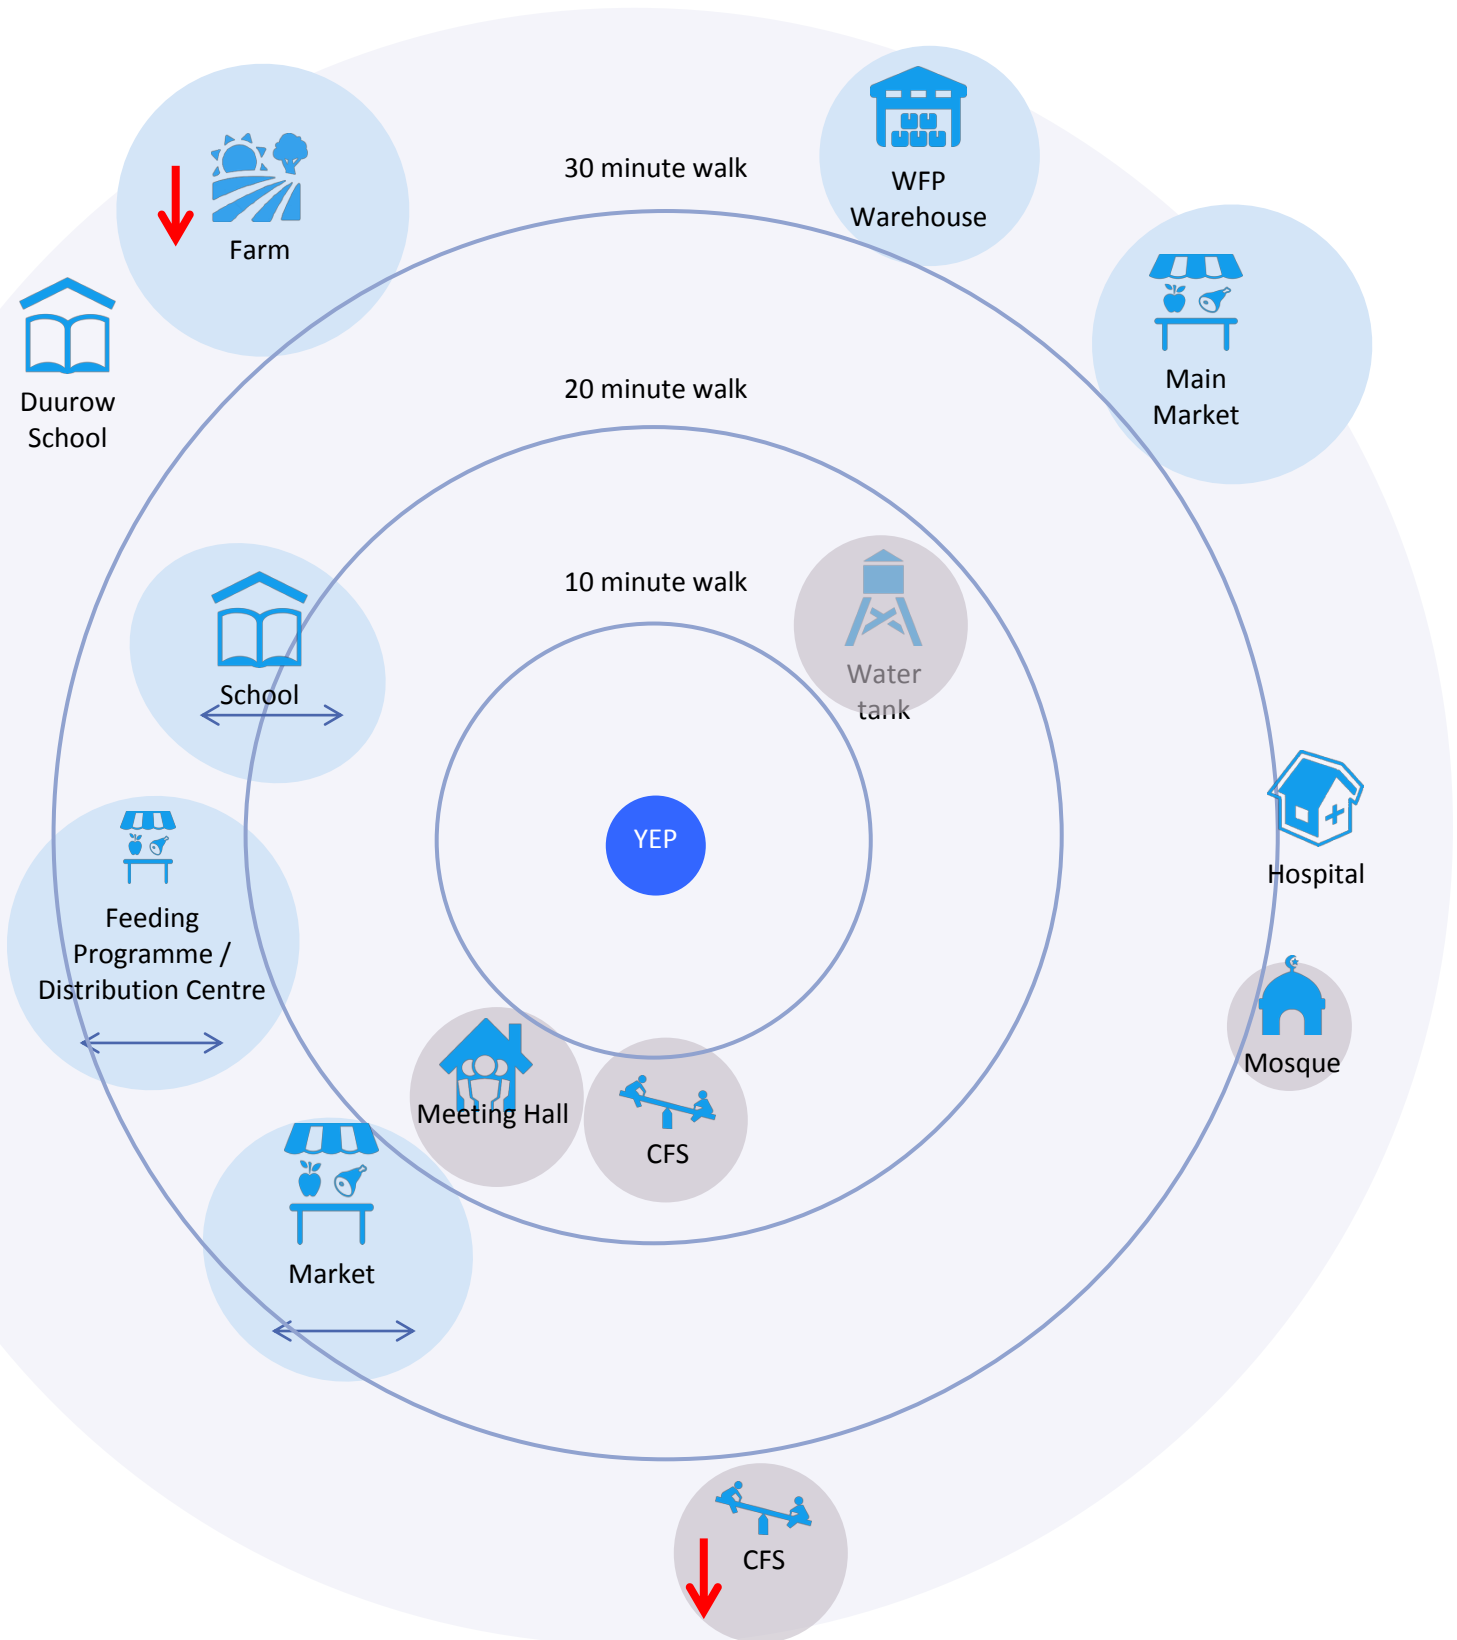 30 minute walk
WFP
Warehouse
Farm
Main
Market
Duurow
School
20 minute walk
10 minute walk
School
Water
tank
YEP
Hospital
Feeding
Programme /
Distribution Centre
Mosque
Meeting Hall
CFS
Market
CFS